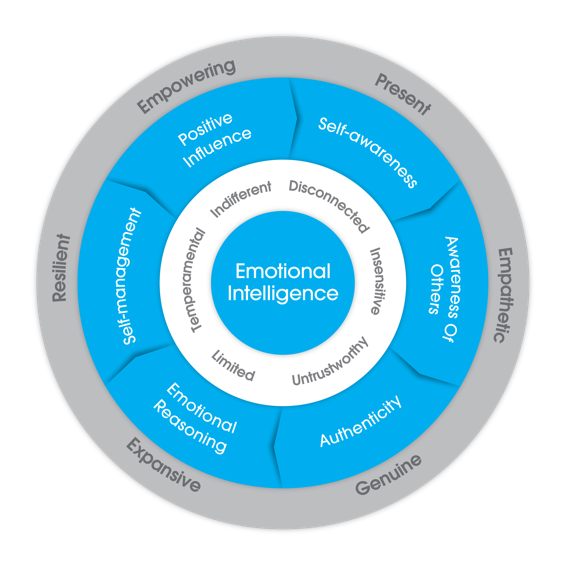 Empowering
Present
Empathetic
Genuine
Expansive
Resilient
Positive
Influence
Self-awareness
Awareness Of
Others
Authenticity
Emotional
Reasoning
Self-management
Indifferent
Disconnected
Insensitive
Untrustworthy
Limited
Temperamental
Emotional
Intelligence